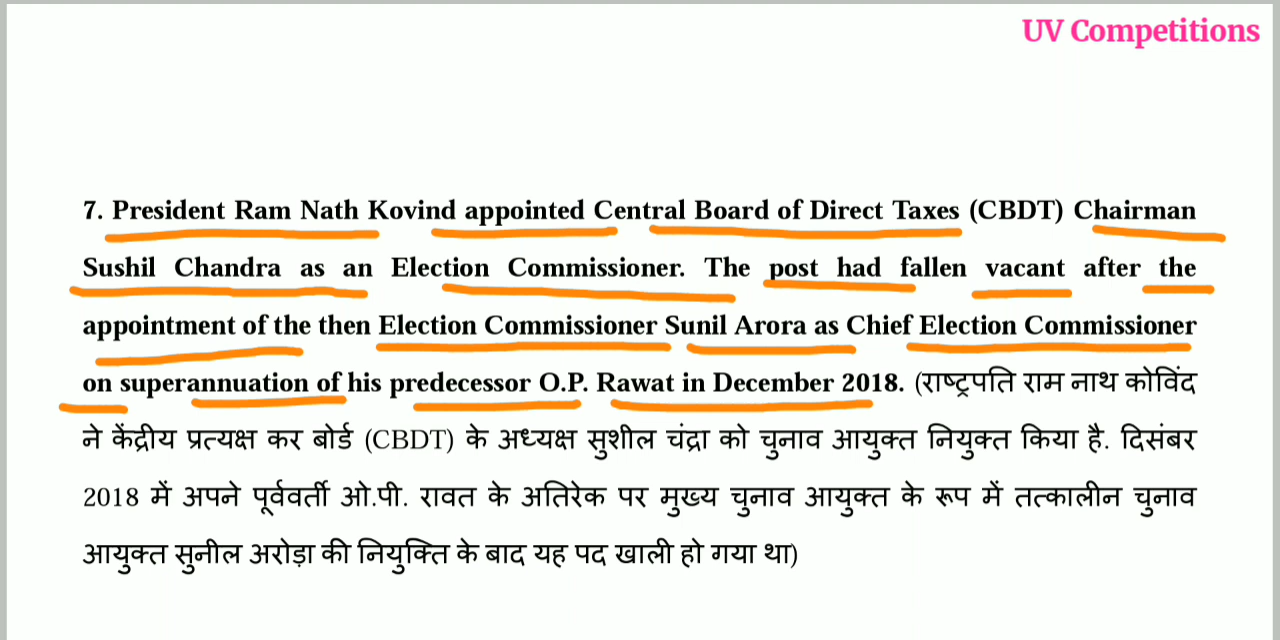 UV Competitions
7. President Ram Nath Kovind appointed Central Board of Direct Taxes (CBDT) Chairman
Sushil Chandra as an Election Commissioner. The post had fallen vacant after the
appointment of the then Election Commissioner Sunil Arora as Chief Election Commissioner
on superannuation of his predecessor O.P. Rawat in December 2018. (राष्ट्रपति राम नाथ कोविंद
ने केंद्रीय प्रत्यक्ष कर बोर्ड (CBDT) के अध्यक्ष सुशील चंद्रा को चुनाव आयुक्त नियुक्त किया है. दिसंबर
2018 में अपने पूर्ववर्ती ओ.पी. रावत के अतिरेक पर मुख्य चुनाव आयुक्त के रूप में तत्कालीन चुनाव
आयुक्त सुनील अरोड़ा की नियुक्ति के बाद यह पद खाली हो गया था)